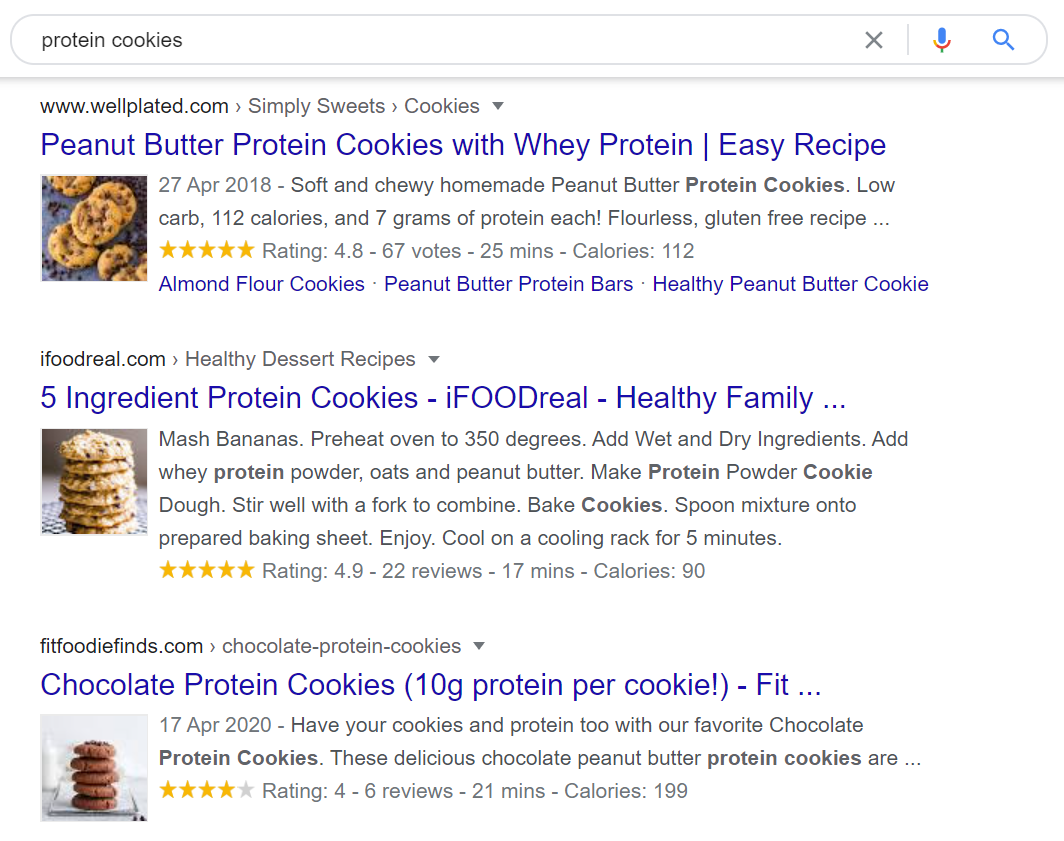 protein cookies
www.wellplated.com › Simply Sweets › Cookies
Peanut Butter Protein Cookies with Whey Protein | Easy Recipe
27 Apr 2018 - Soft and chewy homemade Peanut Butter Protein Cookies. Low
carb, 112 calories, and 7 grams of protein each! Flourless, gluten free recipe ...
Rating: 4.8 - 67 votes - 25 mins - Calories: 112
Almond Flour Cookies · Peanut Butter Protein Bars · Healthy Peanut Butter Cookie
ifoodreal.com › Healthy Dessert Recipes
5 Ingredient Protein Cookies - iFOODreal - Healthy Family ...
Mash Bananas. Preheat oven to 350 degrees. Add Wet and Dry Ingredients. Add
whey protein powder, oats and peanut butter. Make Protein Powder Cookie
Dough. Stir well with a fork to combine. Bake Cookies. Spoon mixture onto
prepared baking sheet. Enjoy. Cool on a cooling rack for 5 minutes.
Rating: 4.9 - 22 reviews - 17 mins - Calories: 90
fitfoodiefinds.com › chocolate-protein-cookies
Chocolate Protein Cookies (10g protein per cookie!) - Fit ...
17 Apr 2020 - Have your cookies and protein too with our favorite Chocolate
Protein Cookies. These delicious chocolate peanut butter protein cookies are ...
Rating: 4 - 6 reviews - 21 mins - Calories: 199